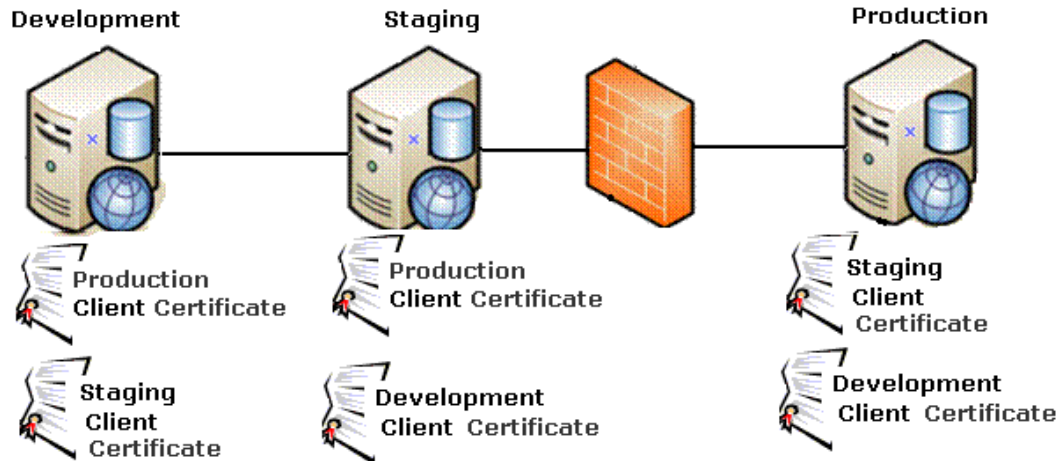 Development
Staging
Production
Production
Client Certificate
Production
Client Certificate
Staging
Client
Certificate
Staging
Client
Certificate
Development
Client Certificate
Development
Client Certificate